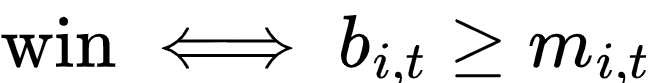 win ⟺ b_{i,t} ≥ m_{i,t}